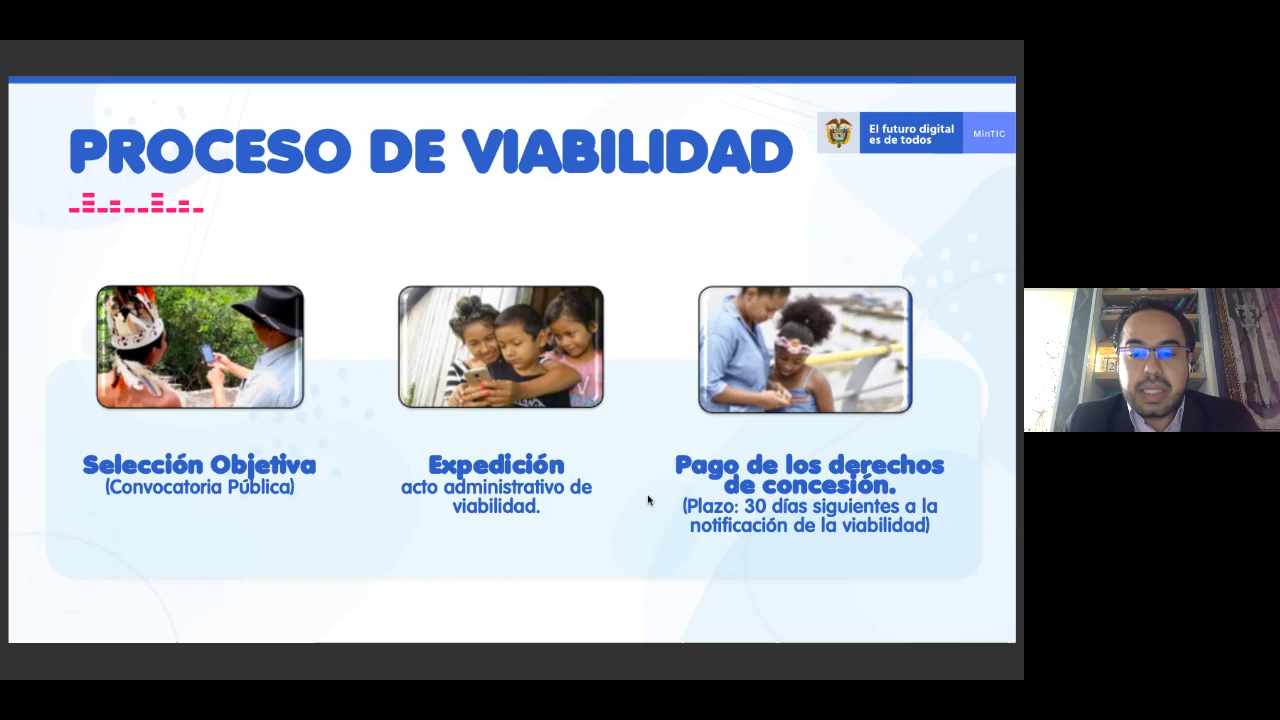 PROCESO DE VIABILIDAD
El futuro digital
es de todos
MinTIC
Selección Objetiva
(Convocatoria Pública)
Expedición
acto administrativo de
viabilidad.
Pago de los derechos
de concesión.
(Plazo: 30 días siguientes a la
notificación de la viabilidad)